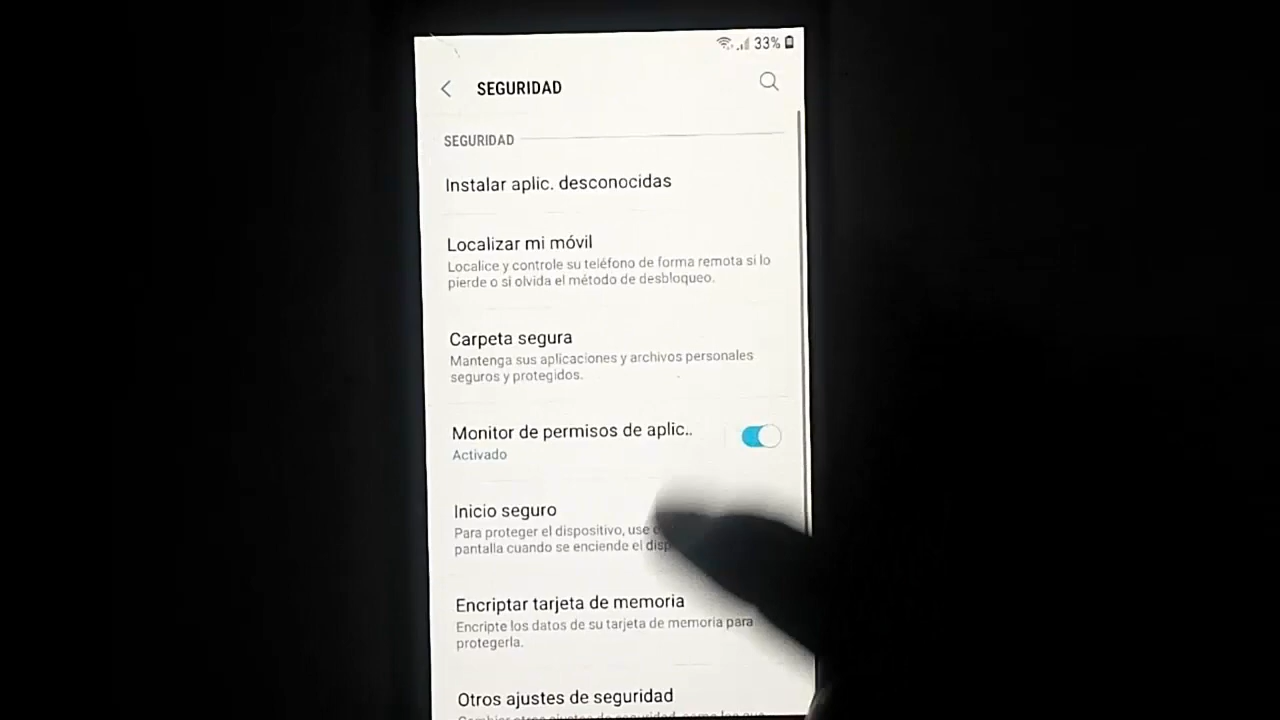 33%
SEGURIDAD
SEGURIDAD
Instalar aplic. desconocidas
Localizar mi móvil
Localice y controle su teléfono de forma remota si lo
pierde o si olvida el método de desbloqueo.
Carpeta segura
Mantenga sus aplicaciones y archivos personales
seguros y protegidos.
Monitor de permisos de aplic..
Activado
Inicio seguro
Para proteger el dispositivo, use
pantalla cuando se enciende el
Encriptar tarjeta de memoria
Encripte los datos de su tarjeta de memoria para
protegerla.
Otros ajustes de seguridad